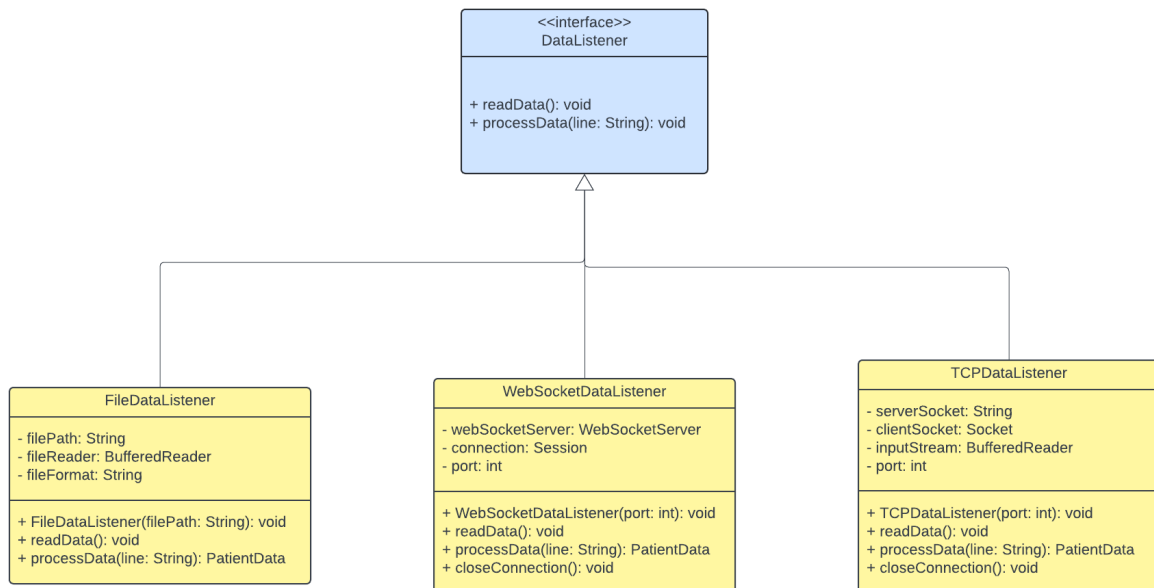 <<interface>>
DataListener
+ readData(): void
+ processData(line: String): void
FileDataListener
- filePath: String
- fileReader: BufferedReader
- fileFormat: String
+ FileDataListener(filePath: String): void
+ readData(): void
+ processData(line: String): PatientData
WebSocketDataListener
- webSocketServer: WebSocketServer
- connection: Session
- port: int
+ WebSocketDataListener(port: int): void
+ readData(): void
+ processData(line: String): PatientData
+ closeConnection(): void
TCPDataListener
- serverSocket: String
- clientSocket: Socket
- inputStream: BufferedReader
- port: int
+ TCPDataListener(port: int): void
+ readData(): void
+ processData(line: String): PatientData
+ closeConnection(): void